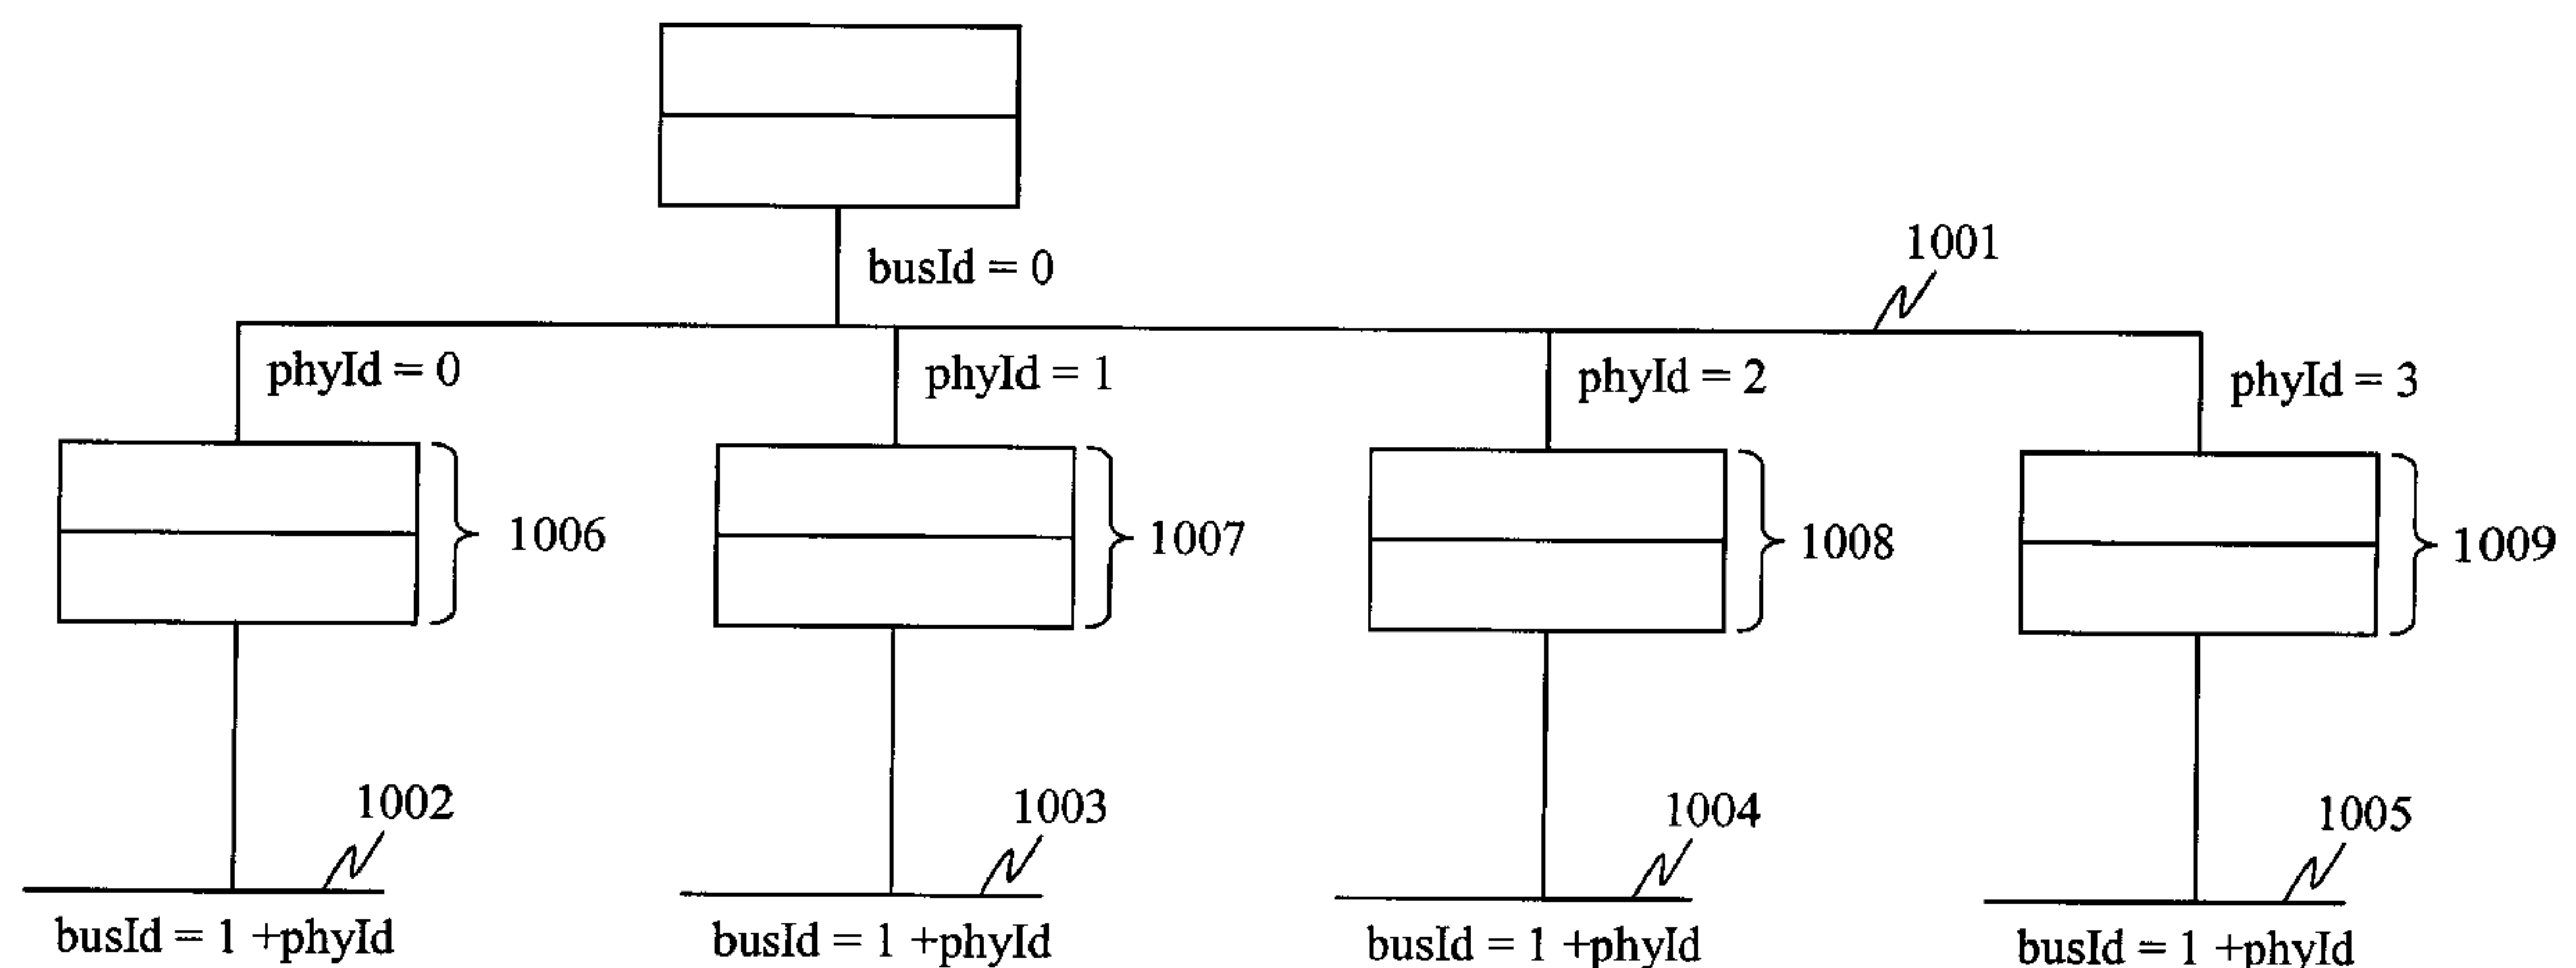 busId = 0
1001
phyId = 0
phyId = 1
phyId = 2
phyId = 3
1006
1007
1008
1009
1002
1003
1004
1005
busId = 1 +phyId
busId = 1 +phyId
busId = 1 +phyId
busId = 1 +phyId